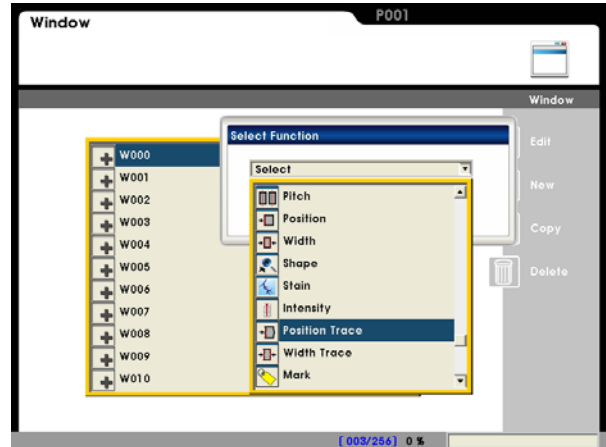 Window
P001
Window
Select Function
Edit
W000
Select
W001
New
Pitch
W002
Position
W003
Copy
Width
W004
Shape
W005
Delete
Stain
W006
Intensity
W007
Position Trace
W008
Width Trace
W009
Mark
W010
[003/256] 0 %